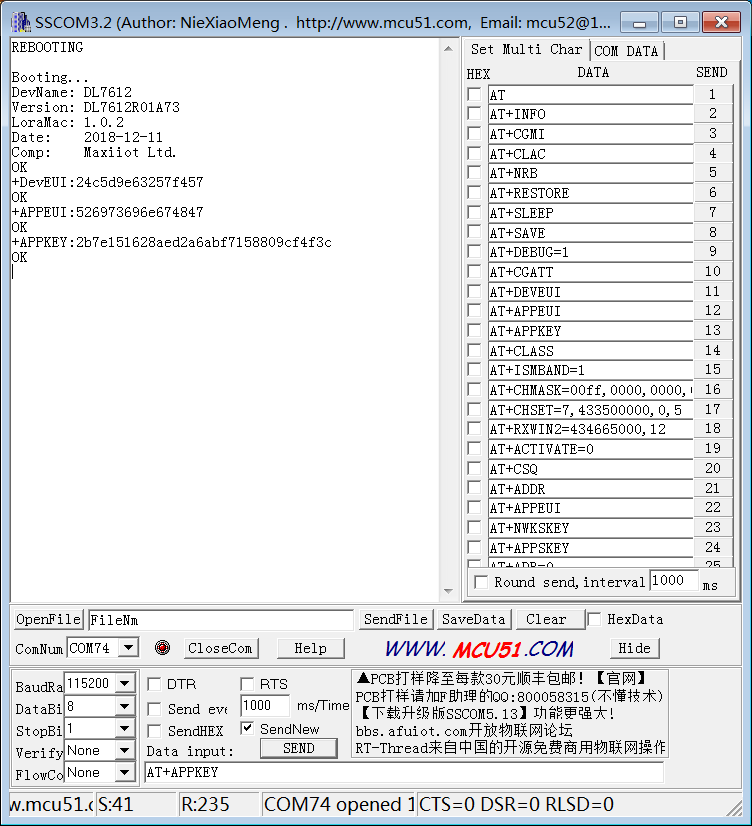 SSCOM3.2 (Author: NieXiaoMeng .  http://www.mcu51.com,  Email: mcu52@1...
REBOOTING
Booting...
DevName: DL7612
Version: DL7612R01A73
LoraMac: 1.0.2
Date:    2018-12-11
Comp:    Maxiiot Ltd.
OK
+DevEUI:24c5d9e63257f457
OK
+APPEUI:526973696e674847
OK
+APPKEY:2b7e151628aed2a6abf7158809cf4f3c
OK
Set Multi Char COM DATA
HEX DATA SEND
AT 1
AT+INFO 2
AT+CGMI 3
AT+CLAC 4
AT+NRB 5
AT+RESTORE 6
AT+SLEEP 7
AT+SAVE 8
AT+DEBUG=1 9
AT+CGATT 10
AT+DEVEUI 11
AT+APPEUI 12
AT+APPKEY 13
AT+CLASS 14
AT+ISMBAND=1 15
AT+CHMASK=00ff,0000,0000, 16
AT+CHSET=7,433500000,0,5 17
AT+RXWIN2=434665000,12 18
AT+ACTIVATE=0 19
AT+CSQ 20
AT+ADDR 21
AT+APPEUI 22
AT+NWKSKEY 23
AT+APPSKEY 24
AT+ADR=0 25
Round send,interval 1000 ms
OpenFile FileNm SendFile SaveData Clear HexData
ComNum COM74 CloseCom Help WWW. MCU51 .COM Hide
BaudRa 115200 DTR RTS
DataBi 8 Send eve 1000 ms/Time
StopBi 1 SendHEX SendNew
Verify None Data input: SEND
FlowCo None AT+APPKEY
▲PCB打样降至每款30元顺丰包邮！【官网】
PCB打样请加F助理的QQ:800058315(不懂技术)
【下载升级版SSCOM5.13】功能更强大!
bbs.afuiot.com开放物联网论坛
RT-Thread来自中国的开源免费商用物联网操作
w.mcu51.c S:41 R:235 COM74 opened 1 CTS=0 DSR=0 RLSD=0